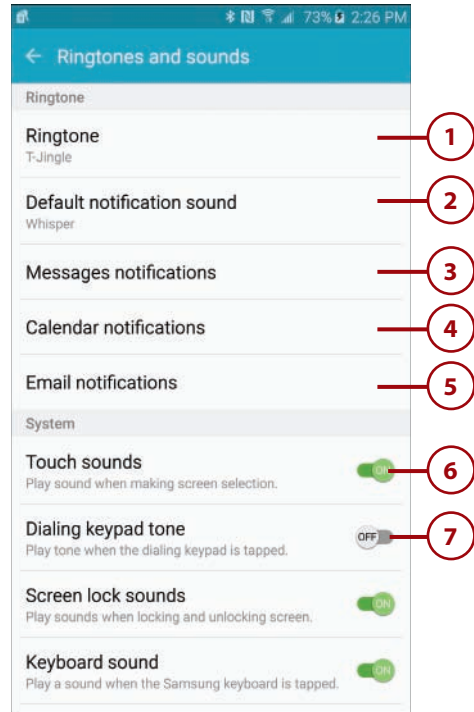 73% 2:26 PM
Ringtones and sounds
Ringtone
Ringtone
T-Jingle
1
Default notification sound
Whisper
2
Messages notifications
3
Calendar notifications
4
Email notifications
5
System
Touch sounds
Play sound when making screen selection.
ON
6
Dialing keypad tone
Play tone when the dialing keypad is tapped.
OFF
7
Screen lock sounds
Play sounds when locking and unlocking screen.
ON
Keyboard sound
Play a sound when the Samsung keyboard is tapped.
ON